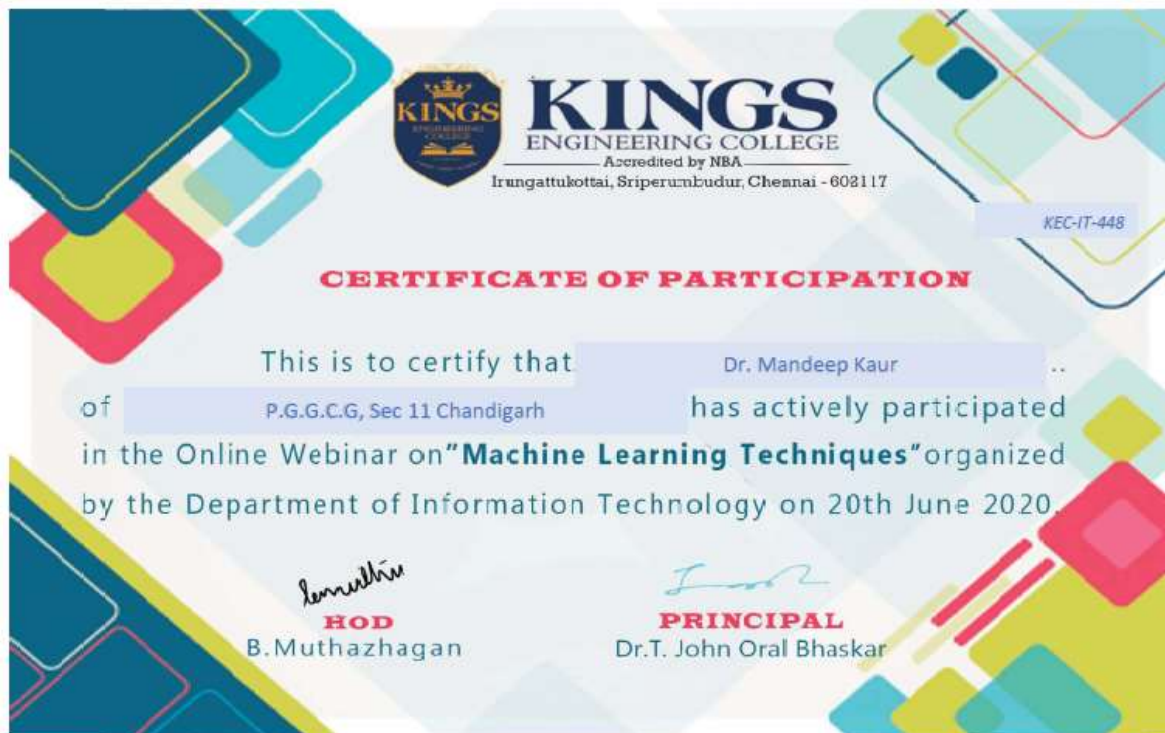 KINGS
ENGINEERING
COLLEGE
KINGS
ENGINEERING COLLEGE
Accredited by NBA
Irungattukottai, Sriperumbudur, Chennai - 602117
KEC-IT-448
CERTIFICATE OF PARTICIPATION
This is to certify that Dr. Mandeep Kaur ..
of P.G.G.C.G, Sec 11 Chandigarh has actively participated
in the Online Webinar on "Machine Learning Techniques" organized
by the Department of Information Technology on 20th June 2020.
HOD
B.Muthazhagan
PRINCIPAL
Dr.T. John Oral Bhaskar